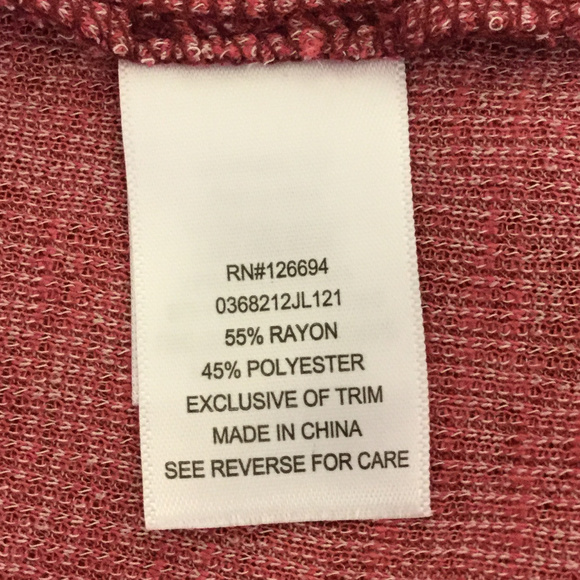 RN#126694
0368212JL121
55% RAYON
45% POLYESTER
EXCLUSIVE OF TRIM
MADE IN CHINA
SEE REVERSE FOR CARE